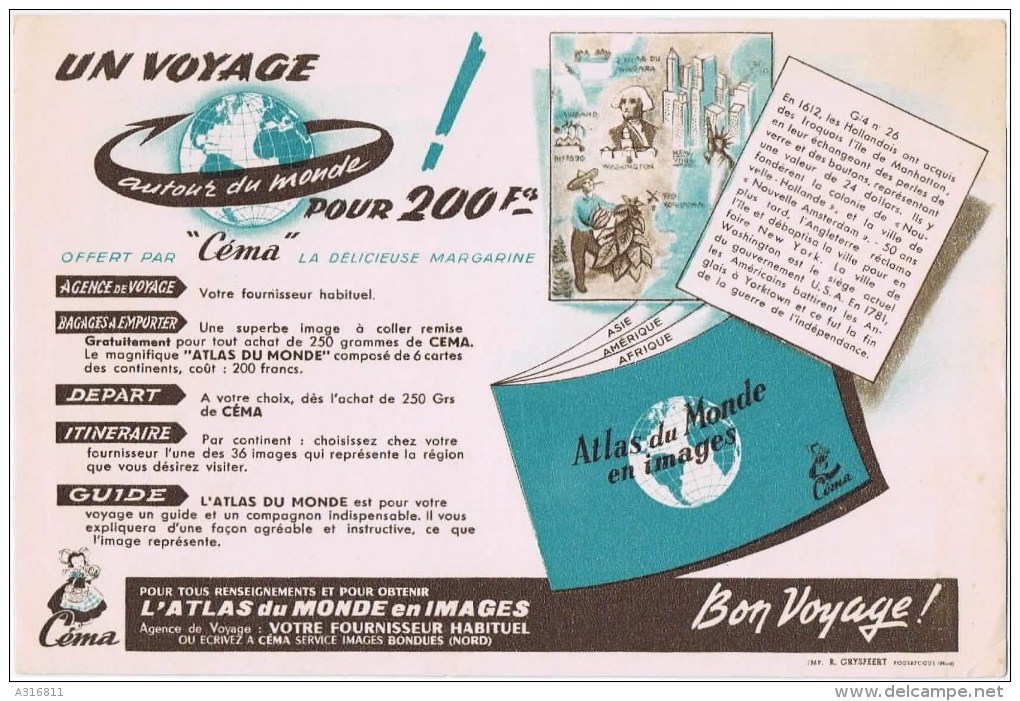 UN VOYAGE
autour du monde
!
POUR 200 Fcs
OFFERT PAR "Céma" LA DÉLICIEUSE MARGARINE
AGENCE DE VOYAGE Votre fournisseur habituel.
BAGAGES A EMPORTER Une superbe image à coller remise
Gratuitement pour tout achat de 250 grammes de CEMA.
Le magnifique "ATLAS DU MONDE" composé de 6 cartes
des continents, coût : 200 francs.
DEPART A votre choix, dès l'achat de 250 Grs
de CÉMA
ITINERAIRE Par continent : choisissez chez votre
fournisseur l'une des 36 images qui représente la région
que vous désirez visiter.
GUIDE L'ATLAS DU MONDE est pour votre
voyage un guide et un compagnon indispensable. Il vous
expliquera d'une façon agréable et instructive, ce que
l'image représente.
NIAGARA
WASHINGTON
NEW YORK
G/4 n° 26
En 1612, les Hollandais ont acquis
des Iroquois l'île de Manhattan,
en leur échangeant des perles de
verre et des boutons, représentant
une valeur de 24 dollars. Ils y
fondèrent la colonie de « Nou-
velle-Hollande », et la ville de
« Nouvelle Amsterdam ». - 50 ans
plus tard, l'Angleterre réclama
l'île et débaptisa la ville pour en
faire New York. La ville de
Washington est le siège actuel
du gouvernement U.S.A. En 1781,
les Américains battirent les An-
glais à Yorktown et ce fut la fin
de la guerre de l'indépendance.
ASIE
AMÉRIQUE
AFRIQUE
Atlas du Monde
en images
Céma
Céma
POUR TOUS RENSEIGNEMENTS ET POUR OBTENIR
L'ATLAS du MONDE en IMAGES
Agence de Voyage : VOTRE FOURNISSEUR HABITUEL
OU ECRIVEZ A CÉMA SERVICE IMAGES BONDUES (NORD)
Bon Voyage !
IMP. R. GRYSPEERT
A316811
www.delcampe.net